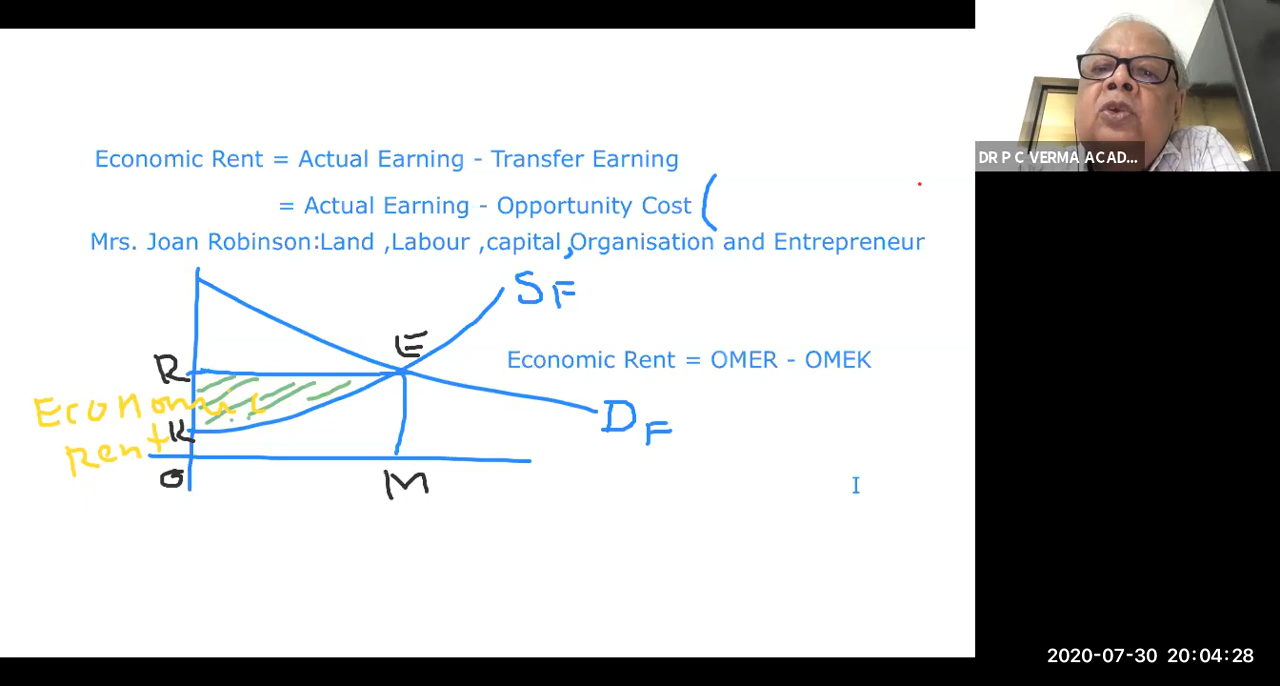 DR P C VERMA ACAD...
Economic Rent = Actual Earning - Transfer Earning
= Actual Earning - Opportunity Cost (
Mrs. Joan Robinson:Land ,Labour ,capital ,Organisation and Entrepreneur
SF
E
Economic Rent = OMER - OMEK
R
Economic
Rent
K
DF
O
M
2020-07-30 20:04:28